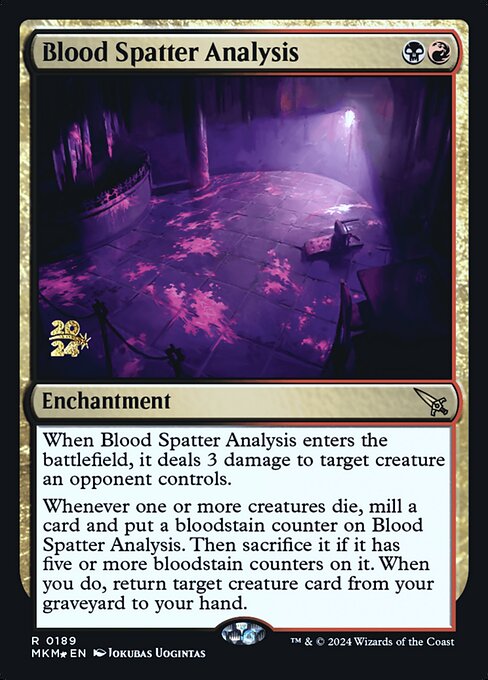 Blood Spatter Analysis
2024
Enchantment
When Blood Spatter Analysis enters the
battlefield, it deals 3 damage to target creature
an opponent controls.
Whenever one or more creatures die, mill a
card and put a bloodstain counter on Blood
Spatter Analysis. Then sacrifice it if it has
five or more bloodstain counters on it. When
you do, return target creature card from your
graveyard to your hand.
R 0189
MKM★EN Jokubas Uogintas
™ & © 2024 Wizards of the Coast